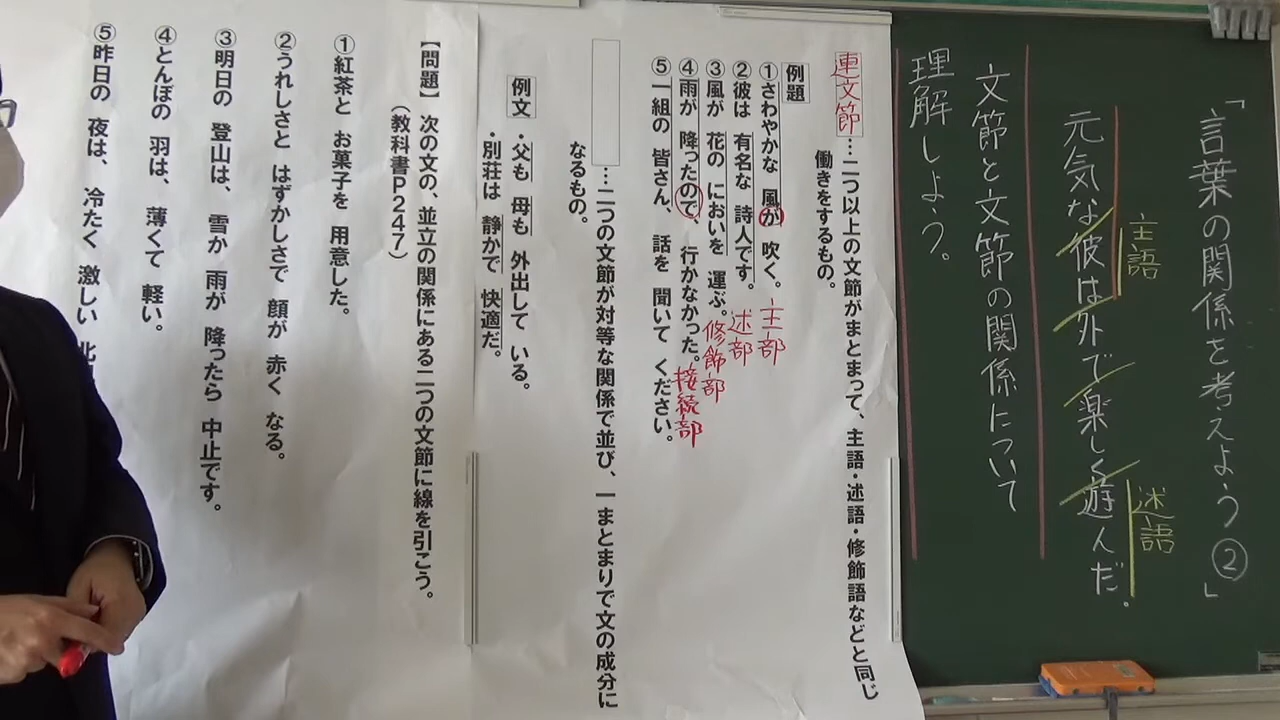 「言葉の関係を考えよう②」
主語
述語
元気な彼は外で楽しく遊んだ。
文節と文節の関係について
理解しよう。
連文節…二つ以上の文節がまとまって、主語・述語・修飾語などと同じ
働きをするもの。
例題
①さわやかな 風が 吹く。主部
②彼は 有名な 詩人です。述部
③風が 花の においを 運ぶ。修飾部
④雨が 降ったので、行かなかった。接続部
⑤一組の 皆さん、話を 聞いて ください。
…二つの文節が対等な関係で並び、一まとまりで文の成分に
なるもの。
例文
・父も 母も 外出して いる。
・別荘は 静かで 快適だ。
【問題】次の文の、並立の関係にある二つの文節に線を引こう。
(教科書P247)
①紅茶と お菓子を 用意した。
②うれしさと はずかしさで 顔が 赤く なる。
③明日の 登山は、雪か 雨が 降ったら 中止です。
④とんぼの 羽は、薄くて 軽い。
⑤昨日の 夜は、冷たく 激しい 北